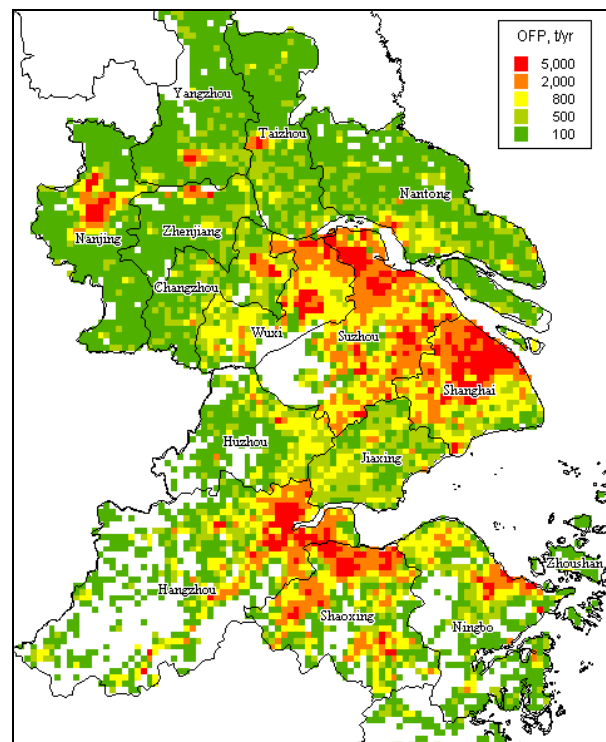 OFP, t/yr
5,000
2,000
800
500
100
Yangzhou
Taizhou
Nantong
Nanjing
Zhenjiang
Changzhou
Wuxi
Suzhou
Shanghai
Huzhou
Jiaxing
Zhoushan
Hangzhou
Shaoxing
Ningbo